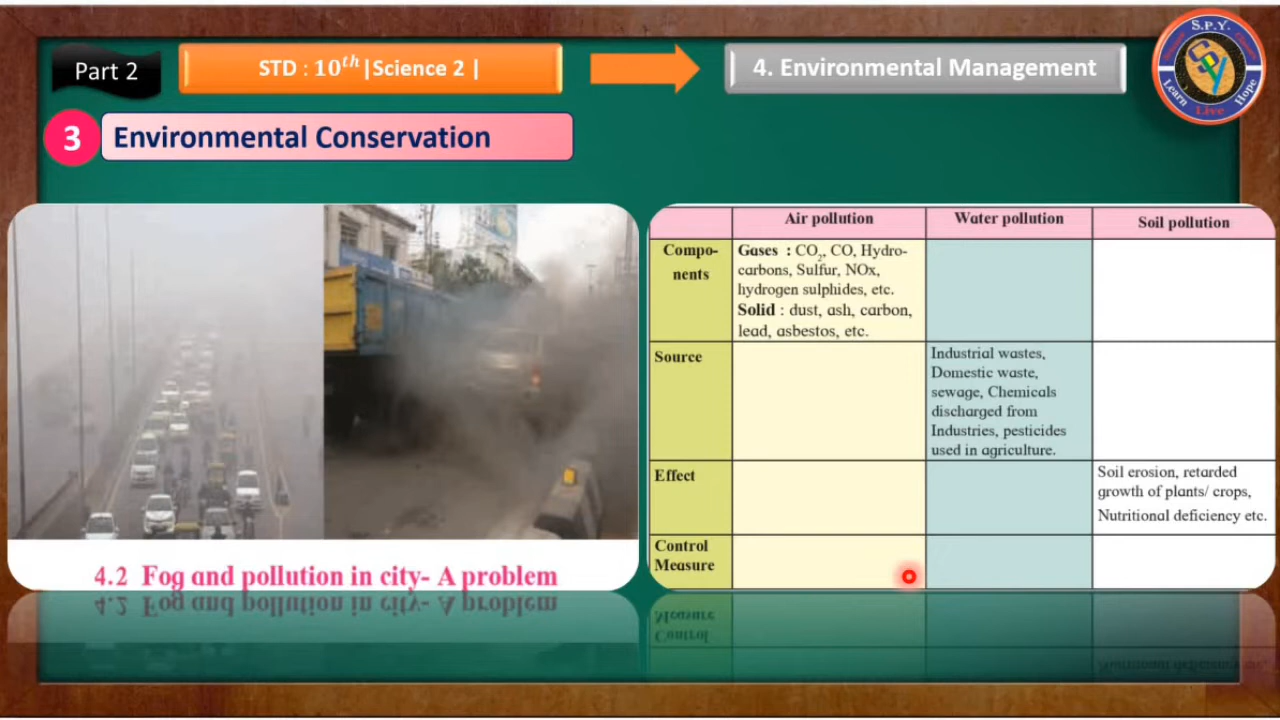 Part 2
STD : 10th |Science 2 |
4. Environmental Management
S.P.Y.
Learn
Live
Hope
3
Environmental Conservation
Air pollution
Water pollution
Soil pollution
Compo-
nents
Gases : CO2, CO, Hydro-
carbons, Sulfur, NOx,
hydrogen sulphides, etc.
Solid : dust, ash, carbon,
lead, asbestos, etc.
Source
Industrial wastes,
Domestic waste,
sewage, Chemicals
discharged from
Industries, pesticides
used in agriculture.
Effect
Soil erosion, retarded
growth of plants/ crops,
Nutritional deficiency etc.
Control
Measure
4.2 Fog and pollution in city- A problem